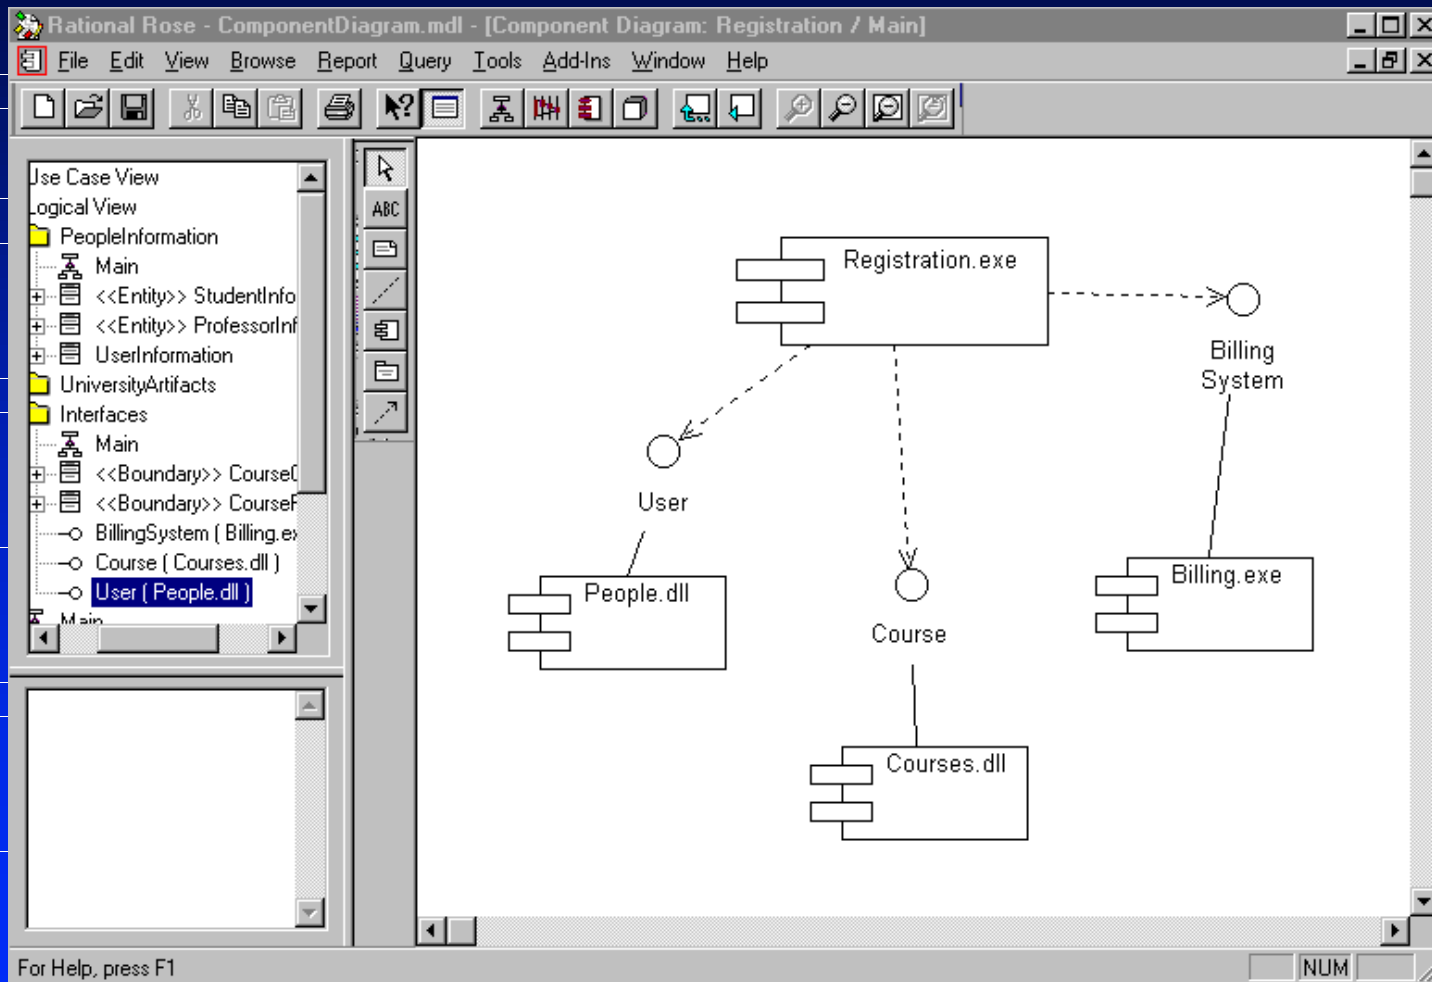 Rational Rose - ComponentDiagram.mdl - [Component Diagram: Registration / Main]
File Edit View Browse Report Query Tools Add-Ins Window Help
ABC
Use Case View
Logical View
PeopleInformation
Main
<<Entity>> StudentInfo
<<Entity>> ProfessorInf
UserInformation
UniversityArtifacts
Interfaces
Main
<<Boundary>> CourseC
<<Boundary>> CourseF
BillingSystem ( Billing.ex
Course ( Courses.dll )
User ( People.dll )
Main
Registration.exe
Billing
System
User
People.dll
Course
Billing.exe
Courses.dll
For Help, press F1
NUM